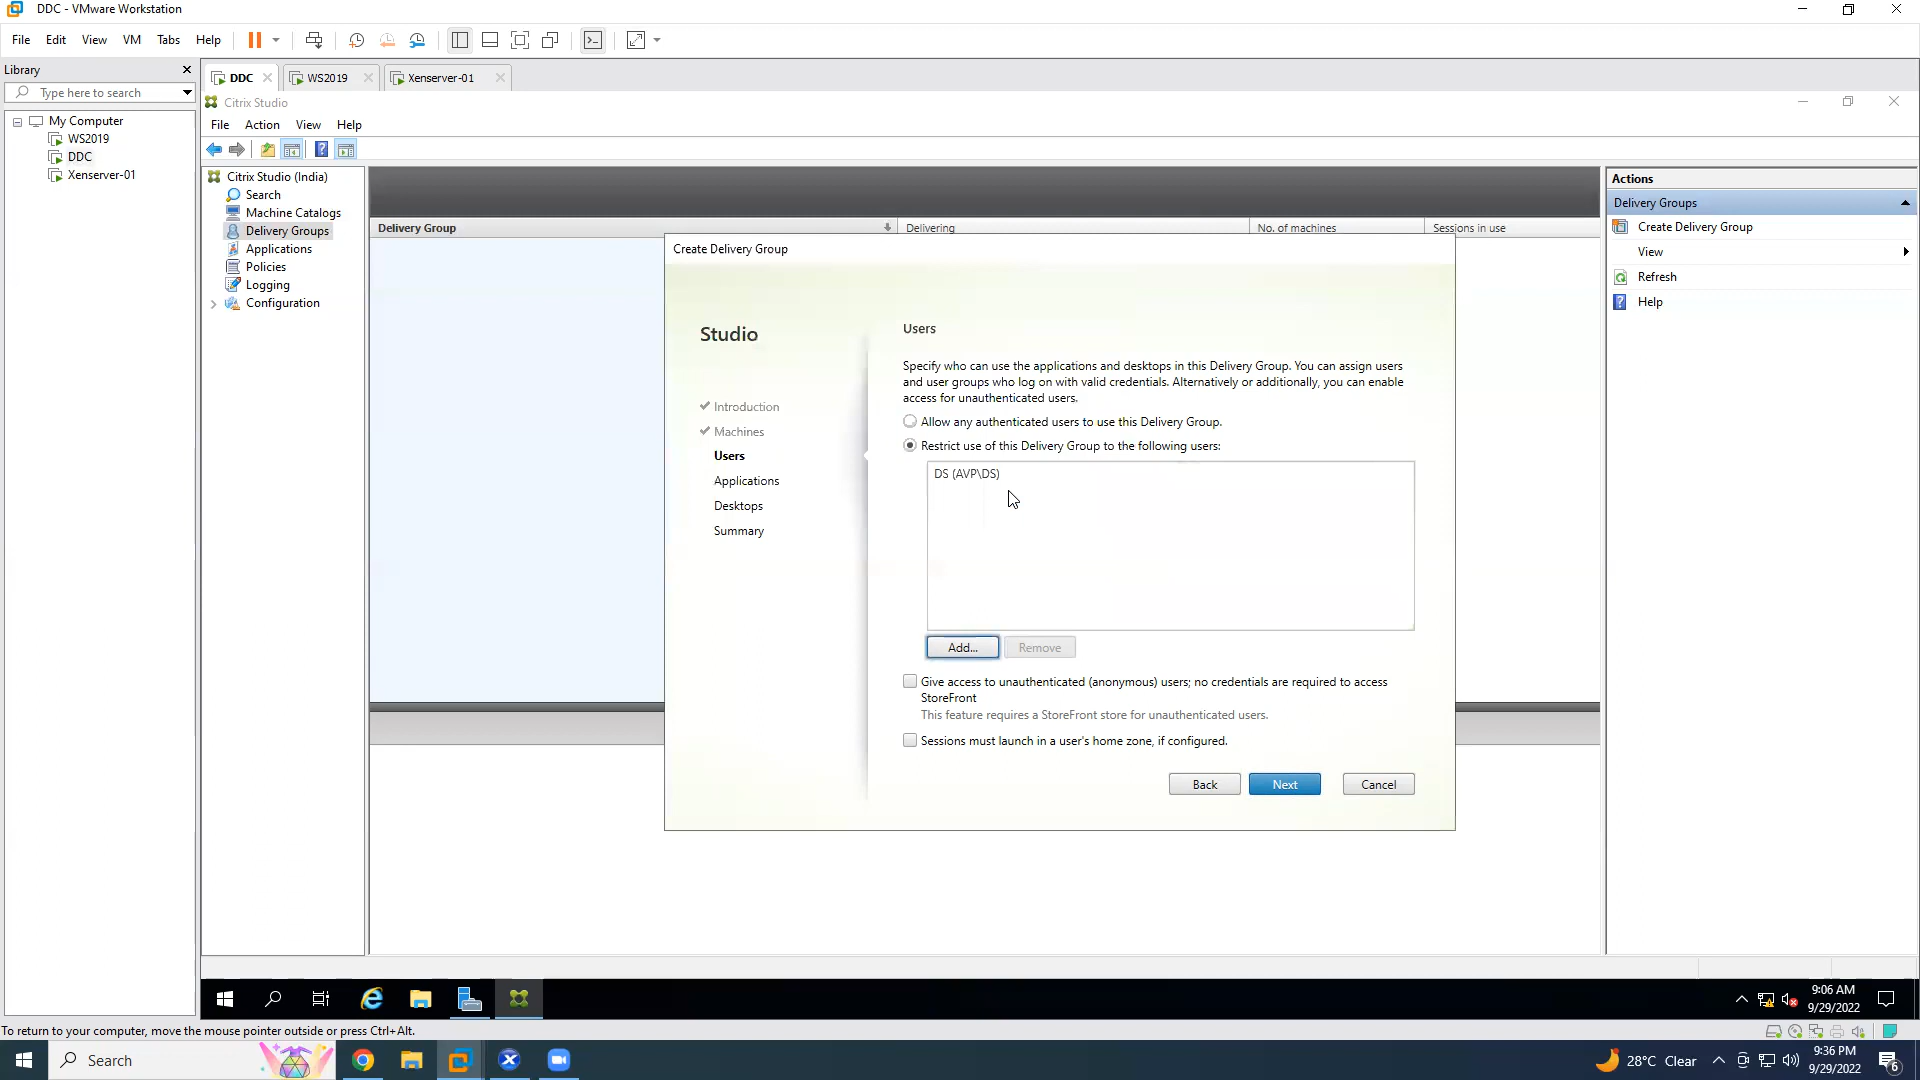 DDC - VMware Workstation
File Edit View VM Tabs Help
Library
Type here to search
My Computer
WS2019
DDC
Xenserver-01
DDC
WS2019
Xenserver-01
Citrix Studio
File Action View Help
Citrix Studio (India)
Search
Machine Catalogs
Delivery Groups
Applications
Policies
Logging
Configuration
Delivery Group Delivering No. of machines Sessions in use
Create Delivery Group
Studio
Introduction
Machines
Users
Applications
Desktops
Summary
Users
Specify who can use the applications and desktops in this Delivery Group. You can assign users
and user groups who log on with valid credentials. Alternatively or additionally, you can enable
access for unauthenticated users.
Allow any authenticated users to use this Delivery Group.
Restrict use of this Delivery Group to the following users:
DS (AVP\DS)
Add... Remove
Give access to unauthenticated (anonymous) users; no credentials are required to access
StoreFront
This feature requires a StoreFront store for unauthenticated users.
Sessions must launch in a user's home zone, if configured.
Back Next Cancel
Actions
Delivery Groups
Create Delivery Group
View
Refresh
Help
9:06 AM
9/29/2022
To return to your computer, move the mouse pointer outside or press Ctrl+Alt.
Search
28°C Clear
9:36 PM
9/29/2022
6